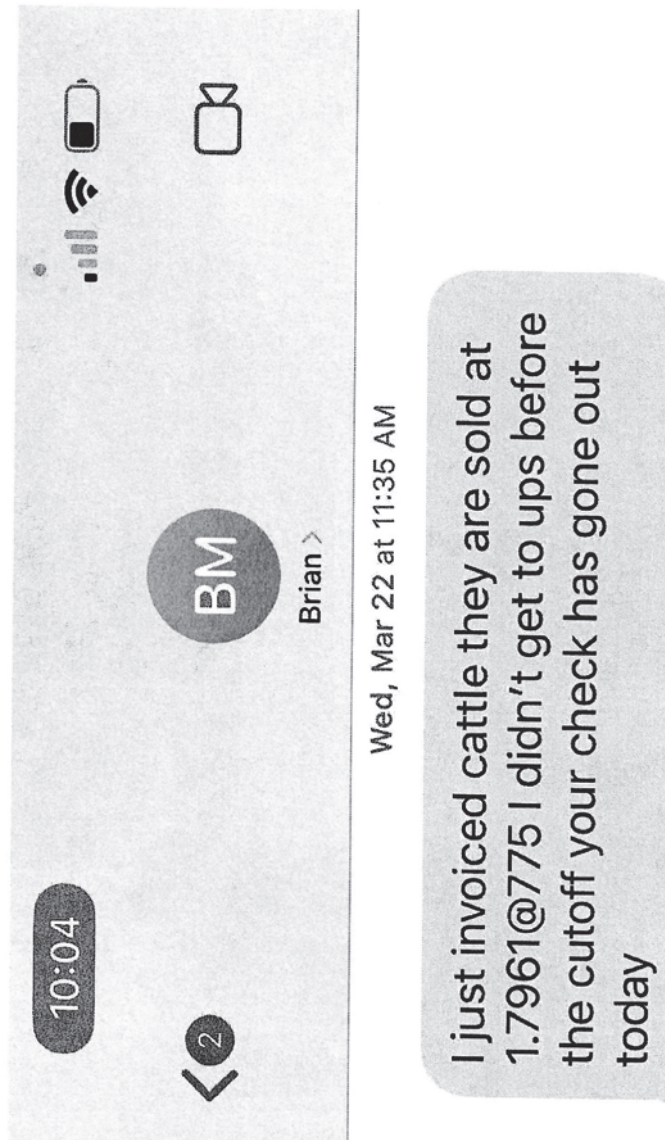 10:04
2
BM
Brian >
Wed, Mar 22 at 11:35 AM
I just invoiced cattle they are sold at
1.7961@775 I didn't get to ups before
the cutoff your check has gone out
today